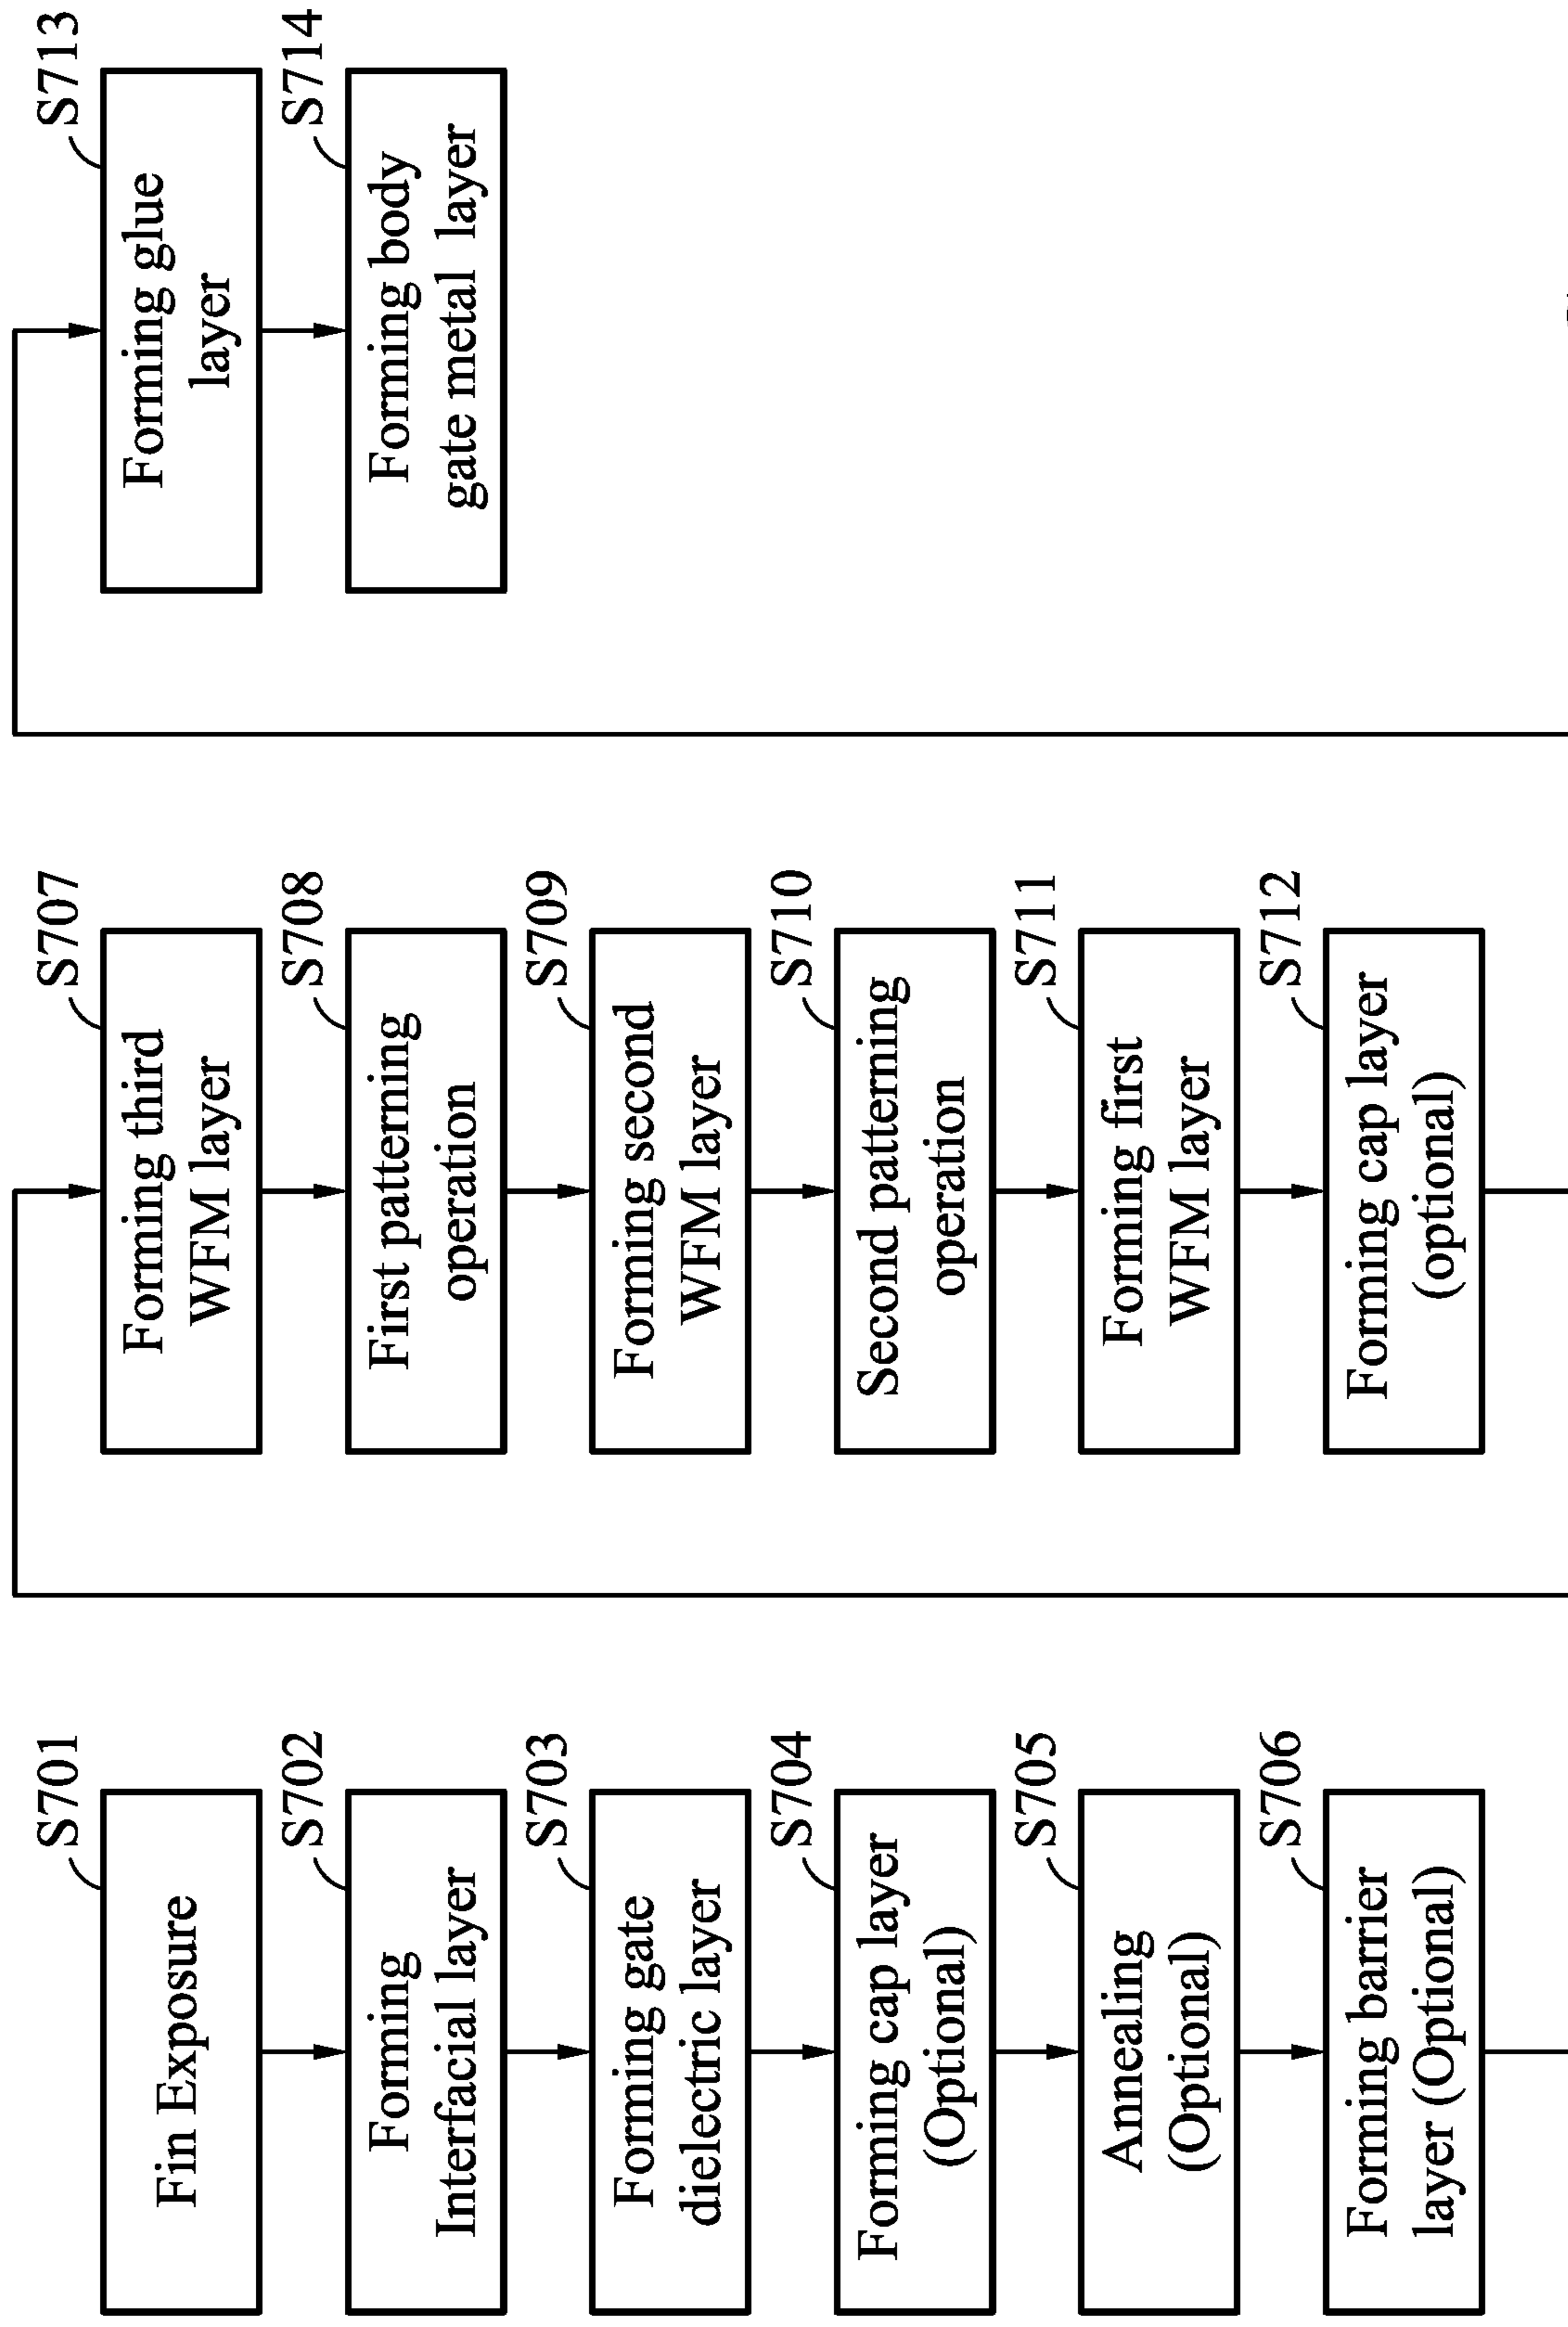 S701
Fin Exposure
S702
Forming
Interfacial layer
S703
Forming gate
dielectric layer
S704
Forming cap layer
(Optional)
S705
Annealing
(Optional)
S706
Forming barrier
layer (Optional)
S707
Forming third
WFM layer
S708
First patterning
operation
S709
Forming second
WFM layer
S710
Second patterning
operation
S711
Forming first
WFM layer
S712
Forming cap layer
(optional)
S713
Forming glue
layer
S714
Forming body
gate metal layer